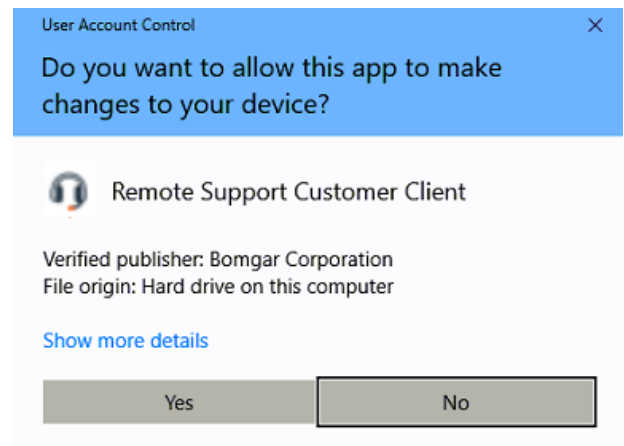 User Account Control
Do you want to allow this app to make
changes to your device?
Remote Support Customer Client
Verified publisher: Bomgar Corporation
File origin: Hard drive on this computer
Show more details
Yes
No